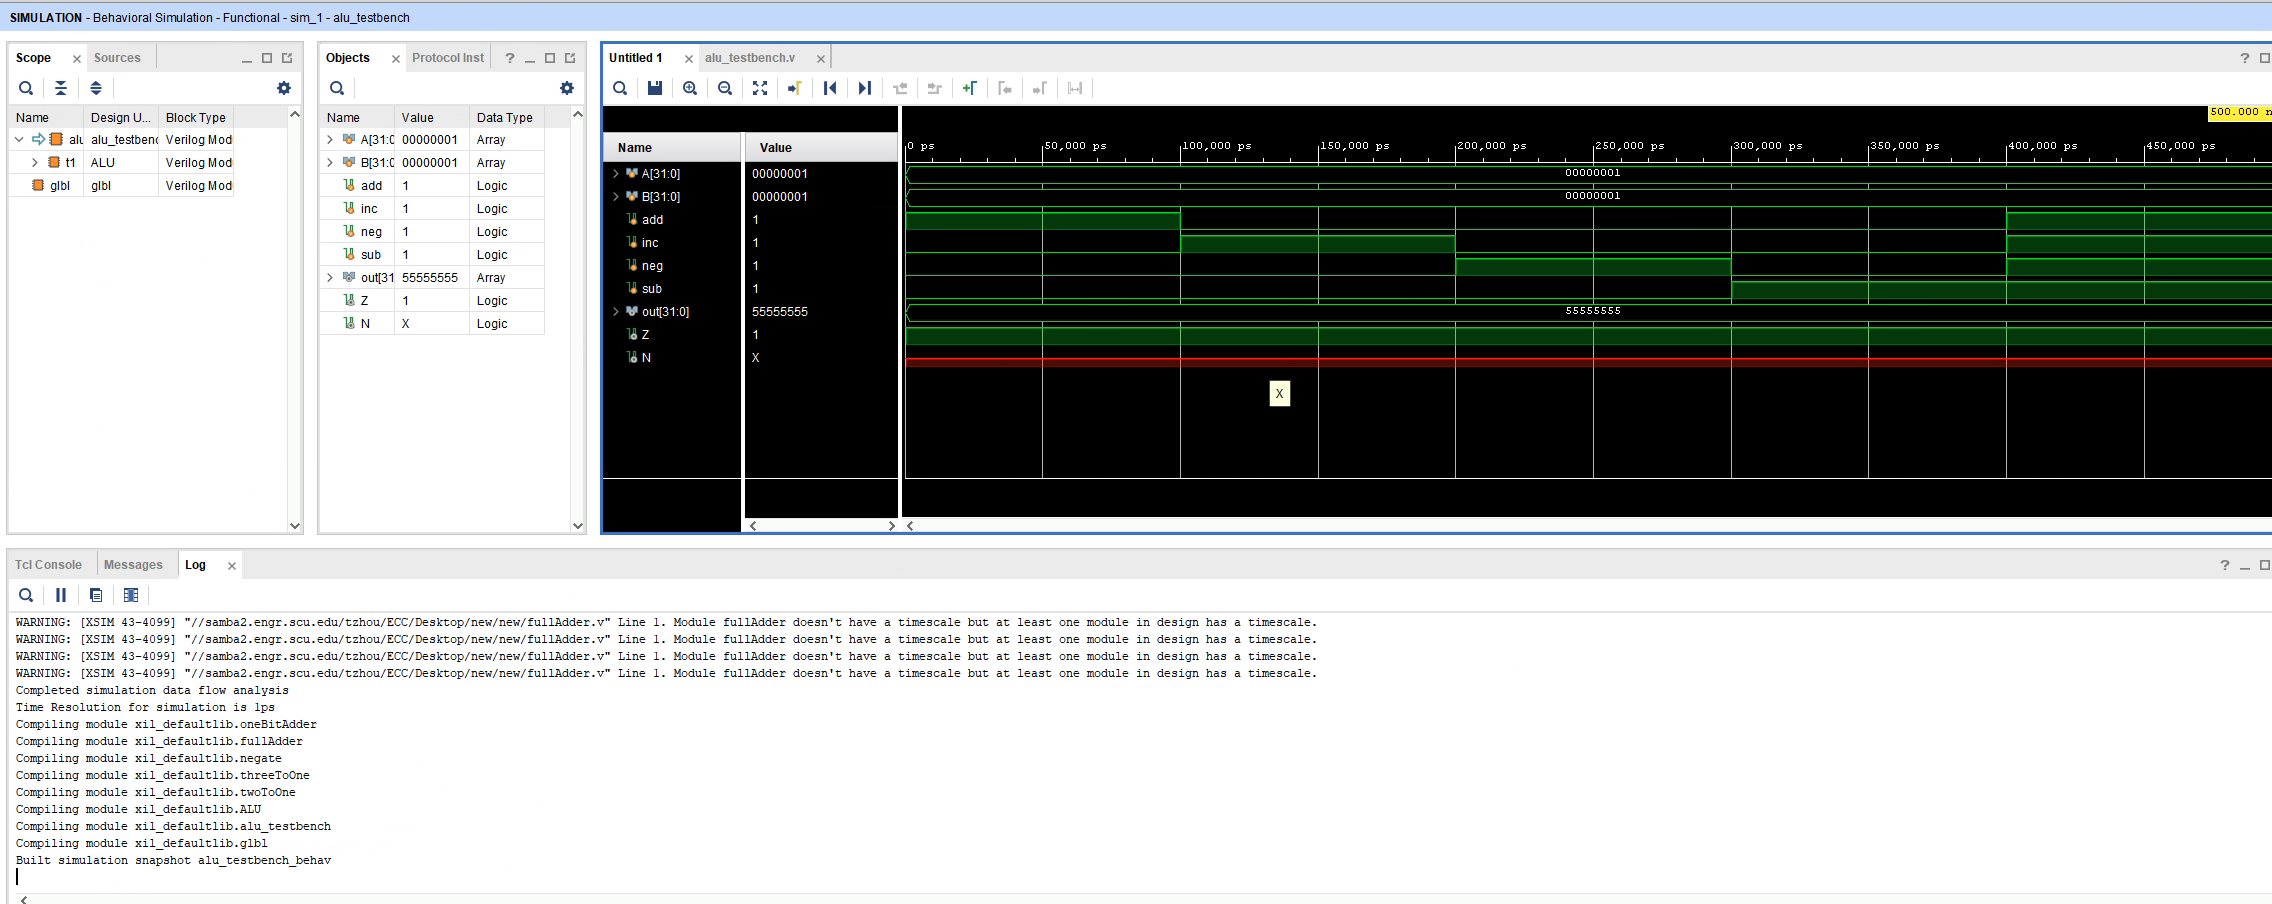 SIMULATION - Behavioral Simulation - Functional - sim_1 - alu_testbench
Scope × Sources
Name Design U... Block Type
alu alu_testbenc Verilog Mod
t1 ALU Verilog Mod
glbl glbl Verilog Mod
Objects × Protocol Inst ?
Name Value Data Type
A[31:0 00000001 Array
B[31:0 00000001 Array
add 1 Logic
inc 1 Logic
neg 1 Logic
sub 1 Logic
out[31 55555555 Array
Z 1 Logic
N X Logic
Untitled 1 × alu_testbench.v × ?
500.000 n
Name Value
0 ps 50,000 ps 100,000 ps 150,000 ps 200,000 ps 250,000 ps 300,000 ps 350,000 ps 400,000 ps 450,000 ps
A[31:0] 00000001 00000001
B[31:0] 00000001 00000001
add 1
inc 1
neg 1
sub 1
out[31:0] 55555555 55555555
Z 1
N X
X
Tcl Console Messages Log × ?
WARNING: [XSIM 43-4099] "//samba2.engr.scu.edu/tzhou/ECC/Desktop/new/new/fullAdder.v" Line 1. Module fullAdder doesn't have a timescale but at least one module in design has a timescale.
WARNING: [XSIM 43-4099] "//samba2.engr.scu.edu/tzhou/ECC/Desktop/new/new/fullAdder.v" Line 1. Module fullAdder doesn't have a timescale but at least one module in design has a timescale.
WARNING: [XSIM 43-4099] "//samba2.engr.scu.edu/tzhou/ECC/Desktop/new/new/fullAdder.v" Line 1. Module fullAdder doesn't have a timescale but at least one module in design has a timescale.
WARNING: [XSIM 43-4099] "//samba2.engr.scu.edu/tzhou/ECC/Desktop/new/new/fullAdder.v" Line 1. Module fullAdder doesn't have a timescale but at least one module in design has a timescale.
Completed simulation data flow analysis
Time Resolution for simulation is 1ps
Compiling module xil_defaultlib.oneBitAdder
Compiling module xil_defaultlib.fullAdder
Compiling module xil_defaultlib.negate
Compiling module xil_defaultlib.threeToOne
Compiling module xil_defaultlib.twoToOne
Compiling module xil_defaultlib.ALU
Compiling module xil_defaultlib.alu_testbench
Compiling module xil_defaultlib.glbl
Built simulation snapshot alu_testbench_behav